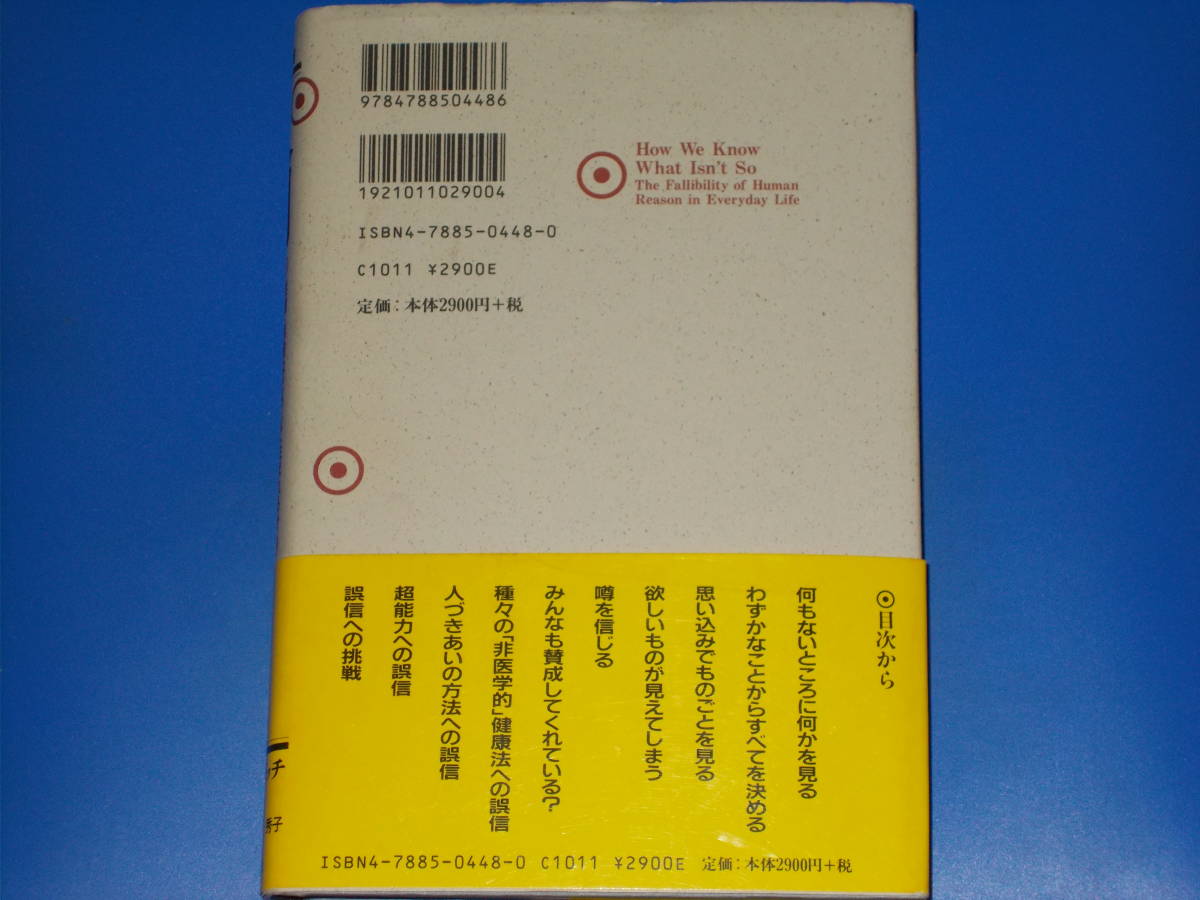 9784788504486
1921011029004
ISBN4-7885-0448-0
C1011 ¥2900E
定価：本体2900円＋税
How We Know
What Isn't So
The Fallibility of Human
Reason in Everyday Life
目次から
何もないところに何かを見る
わずかなことからすべてを決める
思い込みでものごとを見る
欲しいものが見えてしまう
噂を信じる
みんなも賛成してくれている?
種々の「非医学的」健康法への誤信
人づきあいの方法への誤信
超能力への誤信
誤信への挑戦
チ
秀子
ISBN4-7885-0448-0 C1011 ¥2900E 定価：本体2900円＋税